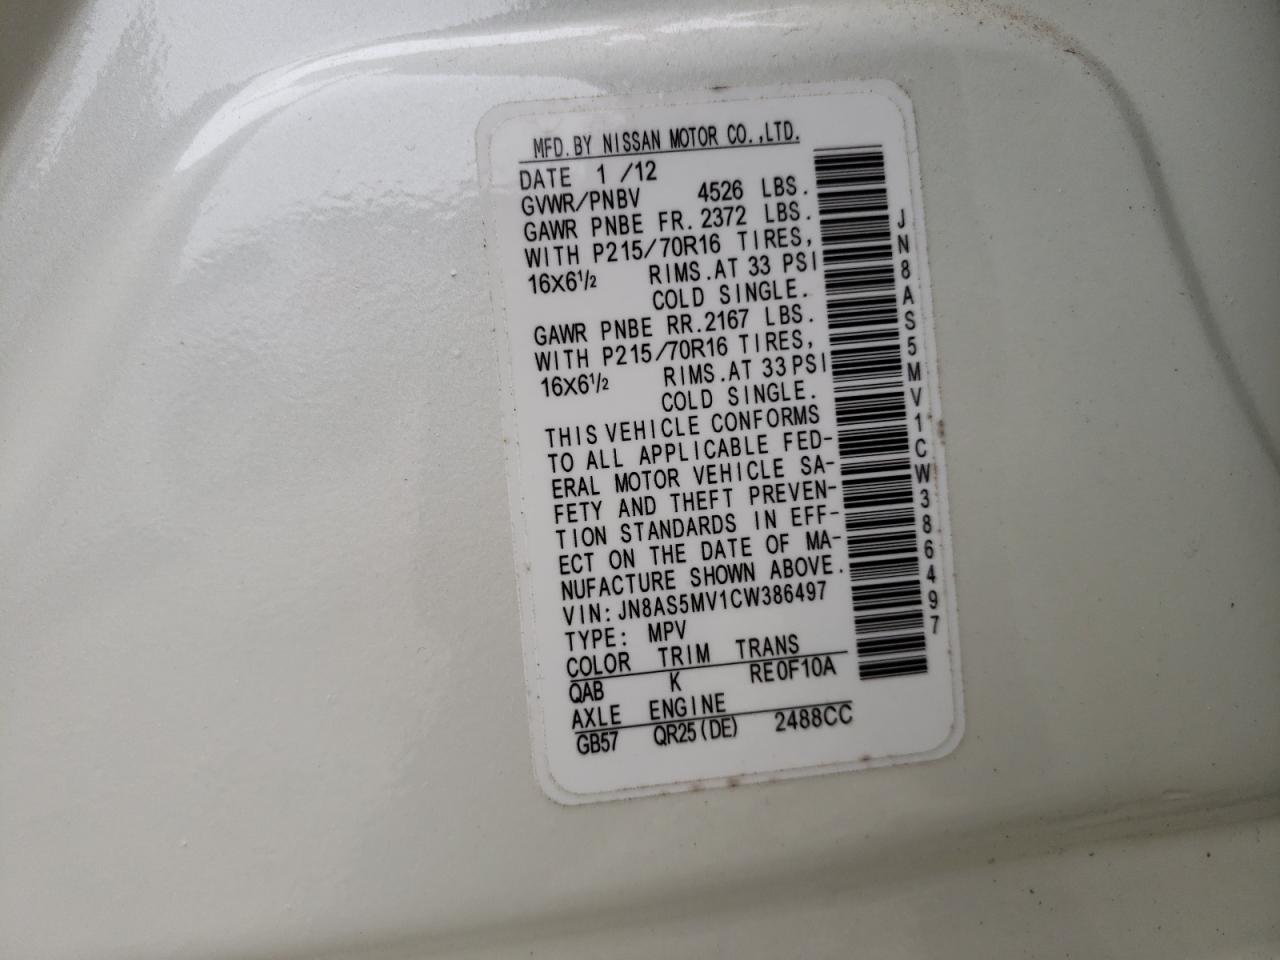 MFD.BY NISSAN MOTOR CO.,LTD.
DATE 1 /12
GVWR/PNBV 4526 LBS.
GAWR PNBE FR.2372 LBS.
WITH P215/70R16 TIRES,
16X6½ RIMS.AT 33 PSI
COLD SINGLE.
GAWR PNBE RR.2167 LBS.
WITH P215/70R16 TIRES,
16X6½ RIMS.AT 33 PSI
COLD SINGLE.
THIS VEHICLE CONFORMS
TO ALL APPLICABLE FED-
ERAL MOTOR VEHICLE SA-
FETY AND THEFT PREVEN-
TION STANDARDS IN EFF-
ECT ON THE DATE OF MA-
NUFACTURE SHOWN ABOVE.
VIN: JN8AS5MV1CW386497
TYPE: MPV
COLOR TRIM TRANS
QAB K RE0F10A
AXLE ENGINE
GB57 QR25(DE) 2488CC
JN8AS5MV1CW386497